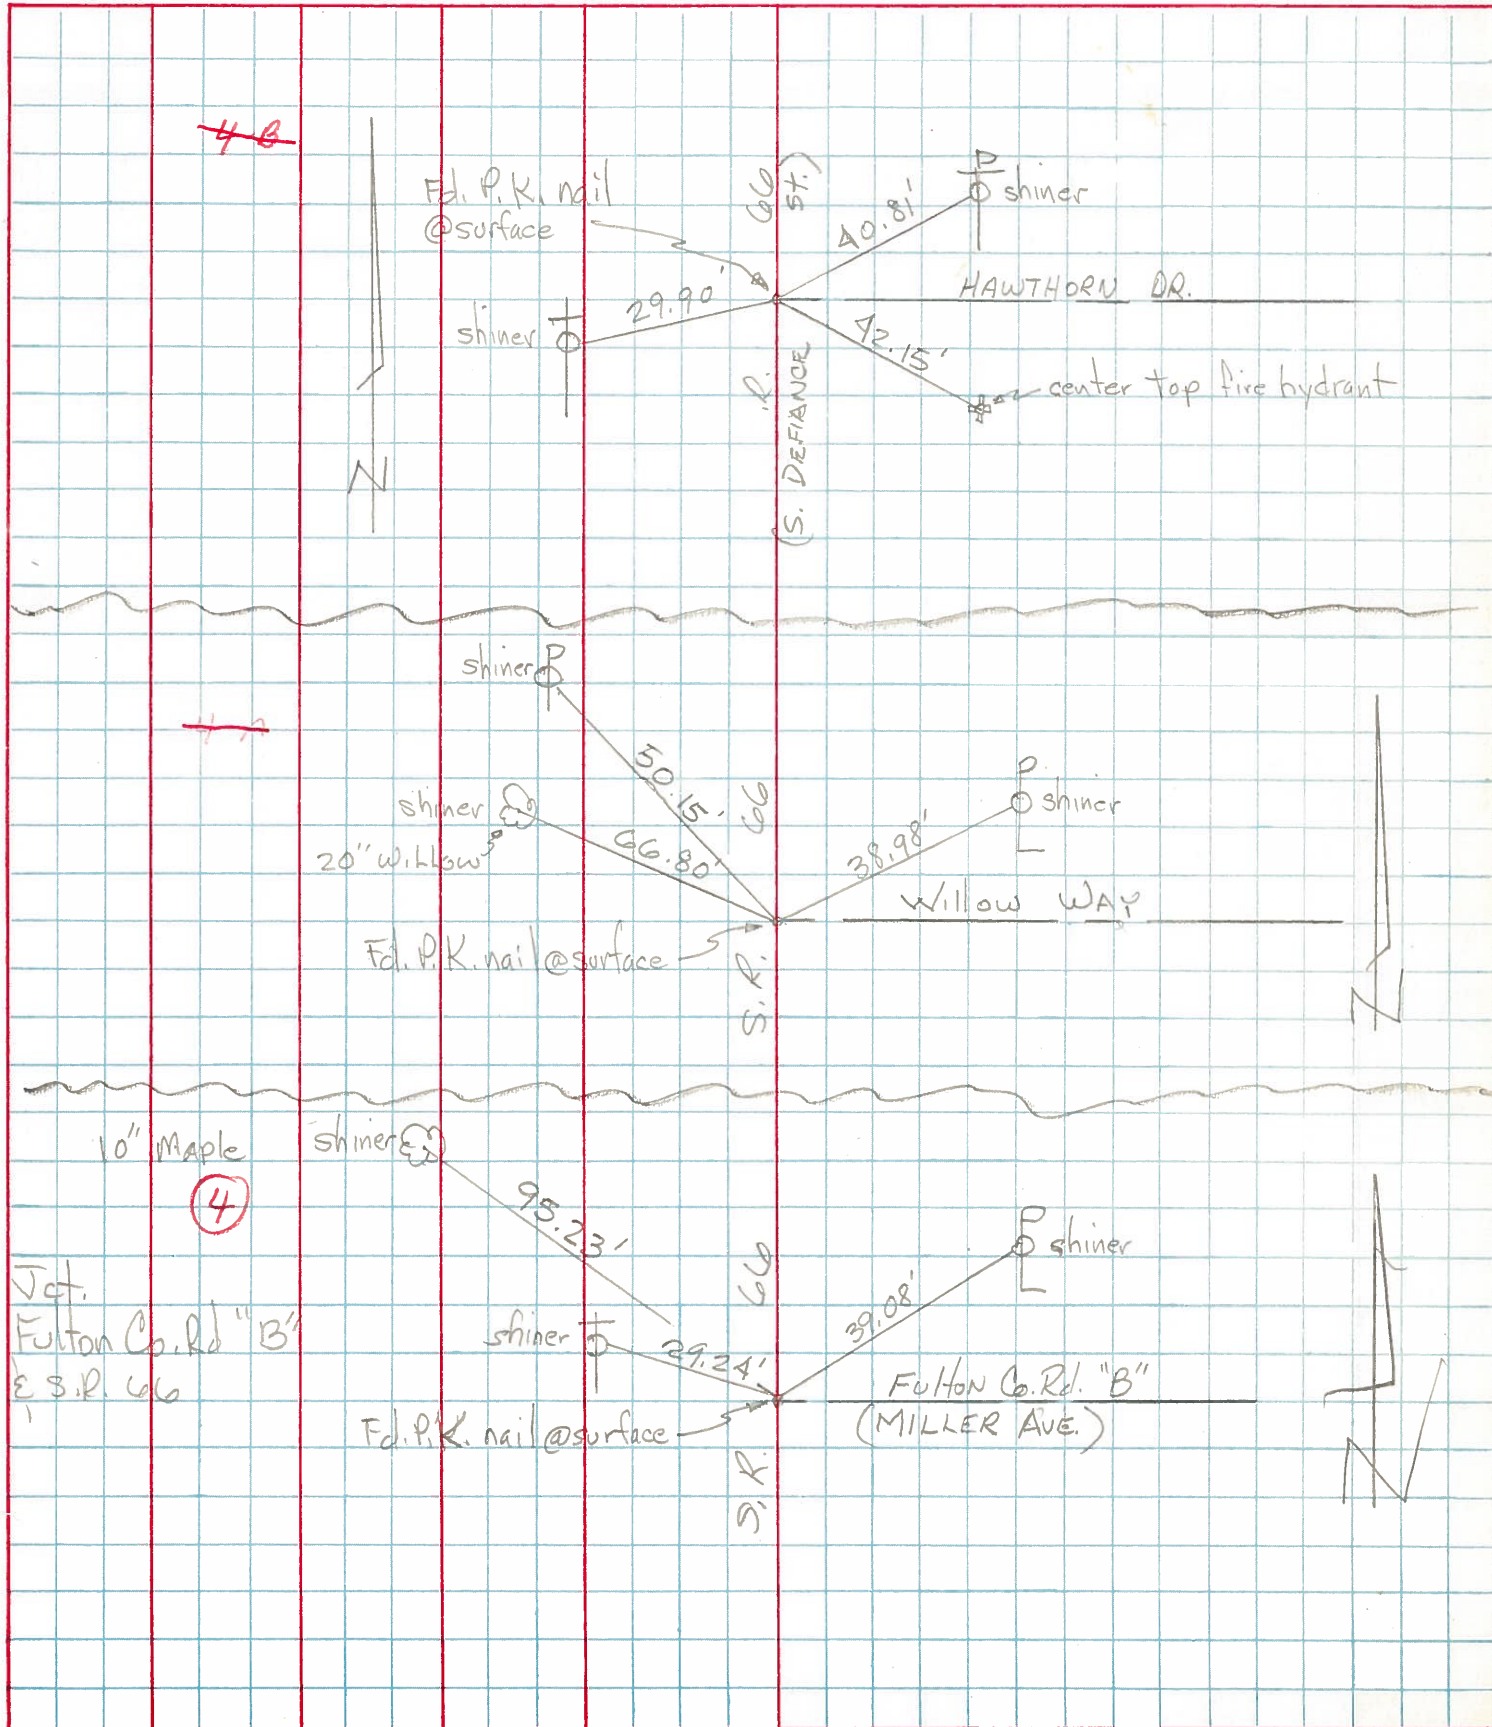 4-B
Fd. P.K. nail
@surface
S.R. 66
(S. DEFIANCE ST.)
40.81'
P
shiner
29.90'
HAWTHORN DR.
shiner
42.15'
center top fire hydrant
N
shiner P
50.15'
66.80'
shiner
20" Willow
S.R. 66
38.98'
P
shiner
Willow WAY
Fd. P.K. nail @surface
N
10" Maple
shiner
4
95.23'
Jct.
Fulton Co. Rd "B"
& S.R. 66
shiner
29.24'
S.R. 66
39.08'
P
shiner
Fulton Co. Rd. "B"
(MILLER AVE.)
Fd. P.K. nail @surface
N